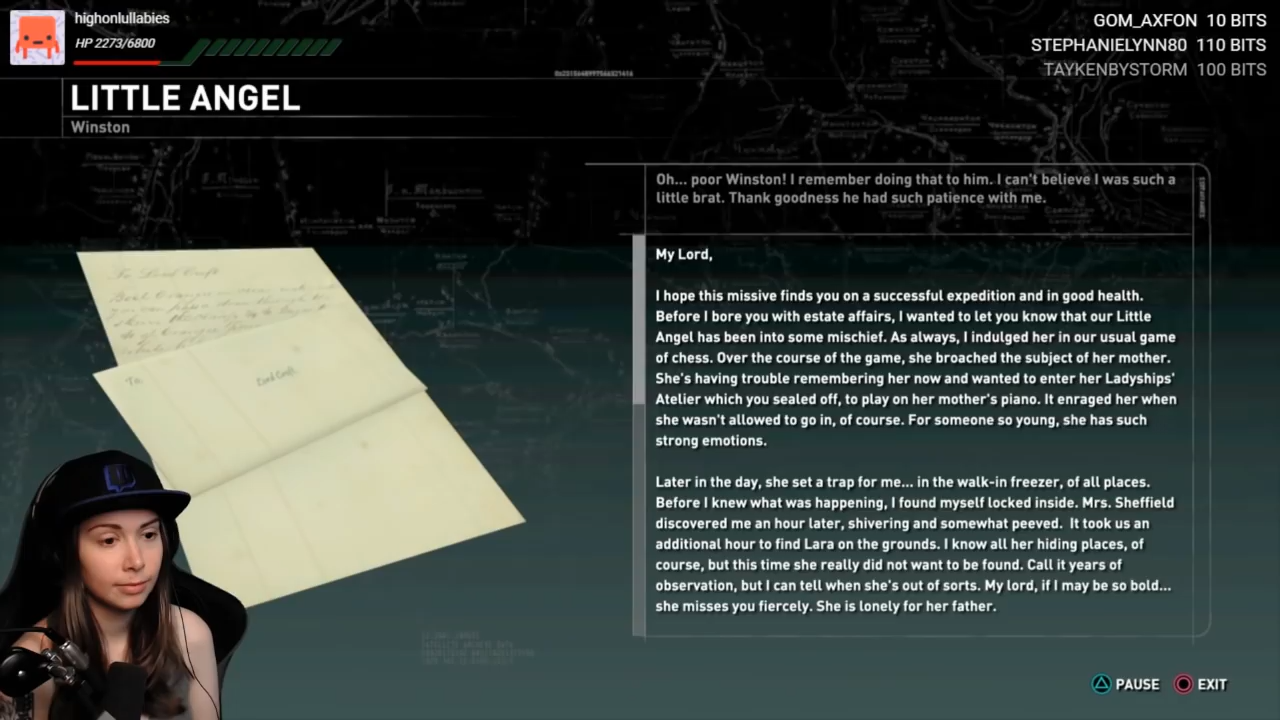 highonlullabies
HP 2273/6800
GOM_AXFON 10 BITS
STEPHANIELYNN80 110 BITS
TAYKENBYSTORM 100 BITS
LITTLE ANGEL
Winston
Oh... poor Winston! I remember doing that to him. I can't believe I was such a
little brat. Thank goodness he had such patience with me.
My Lord,
I hope this missive finds you on a successful expedition and in good health.
Before I bore you with estate affairs, I wanted to let you know that our Little
Angel has been into some mischief. As always, I indulged her in our usual game
of chess. Over the course of the game, she broached the subject of her mother.
She's having trouble remembering her now and wanted to enter her Ladyships'
Atelier which you sealed off, to play on her mother's piano. It enraged her when
she wasn't allowed to go in, of course. For someone so young, she has such
strong emotions.
Later in the day, she set a trap for me... in the walk-in freezer, of all places.
Before I knew what was happening, I found myself locked inside. Mrs. Sheffield
discovered me an hour later, shivering and somewhat peeved. It took us an
additional hour to find Lara on the grounds. I know all her hiding places, of
course, but this time she really did not want to be found. Call it years of
observation, but I can tell when she's out of sorts. My lord, if I may be so bold...
she misses you fiercely. She is lonely for her father.
To Lord Croft
To:
Lord Croft
PAUSE
EXIT